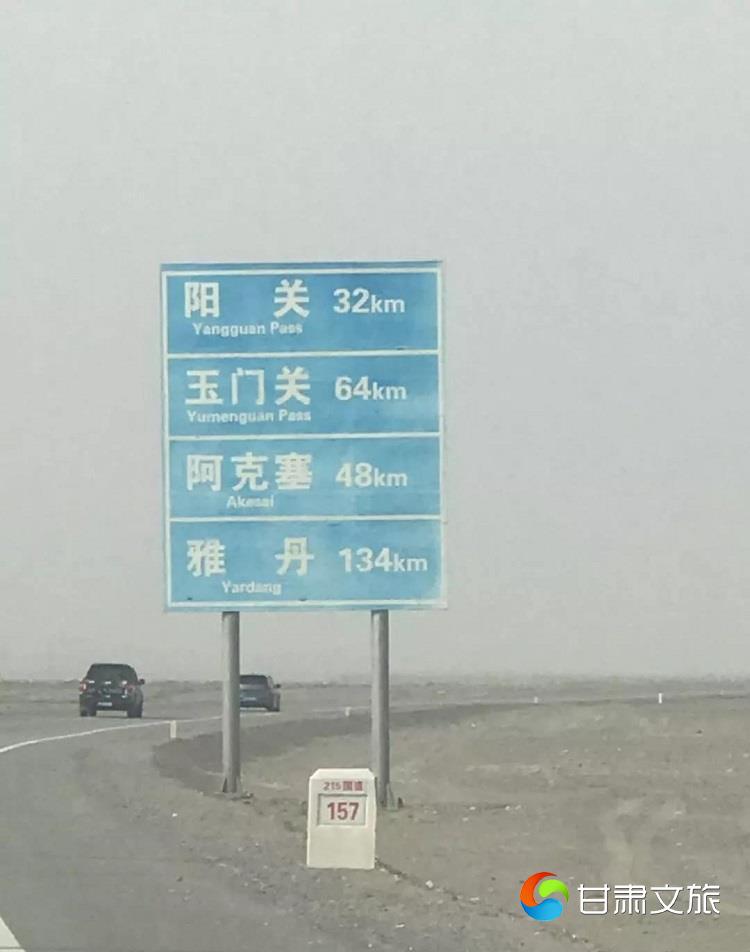 阳关 32km
Yangguan Pass
玉门关 64km
Yumenguan Pass
阿克塞 48km
Akesai
雅丹 134km
Yardang
215国道
157
甘肃文旅